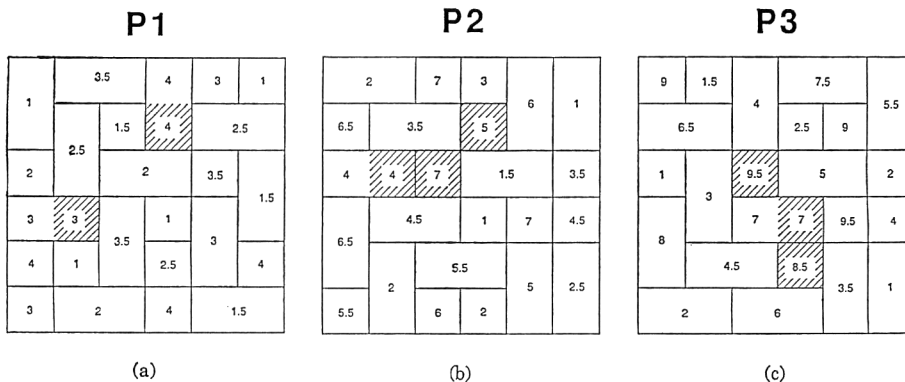 P1 P2 P3
3.5 4 3 1 2 7 3 9 1.5 7.5
1 4 6 1 5.5
1.5 4 2.5 6.5 3.5 5 6.5 2.5 9
2.5
2 2 3.5 4 4 7 1.5 3.5 1 9.5 5 2
1.5 3
3 3 1 4.5 1 7 4.5 7 7 9.5 4
3.5 3 6.5 8
4 1 2.5 4 5.5 4.5 8.5
2 5 2.5 3.5 1
3 2 4 1.5 5.5 6 2 2 6
(a) (b) (c)